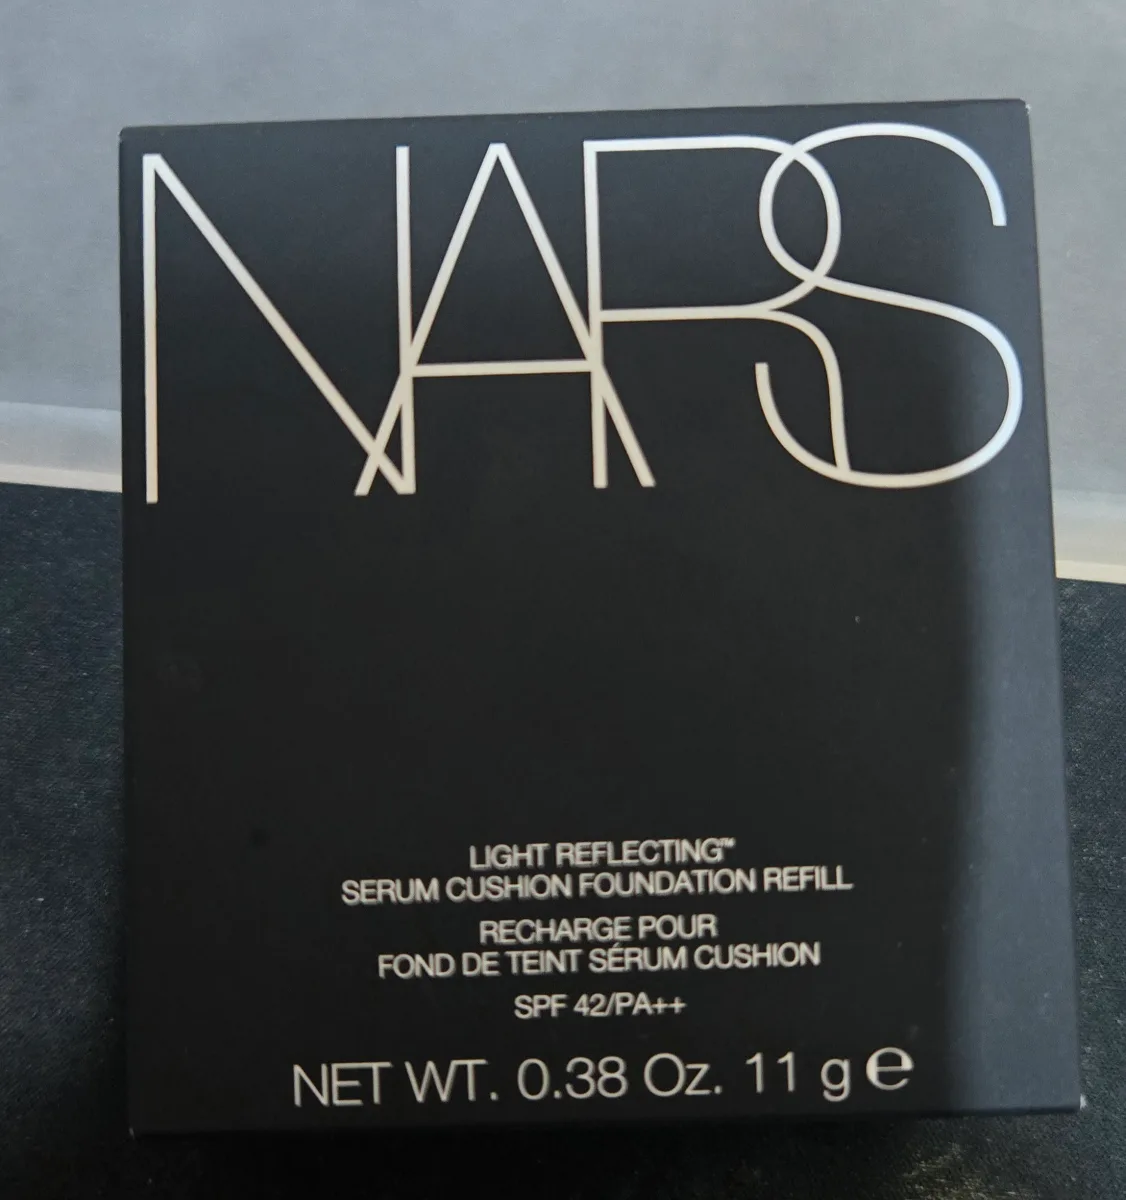 NARS
LIGHT REFLECTING™
SERUM CUSHION FOUNDATION REFILL
RECHARGE POUR
FOND DE TEINT SÉRUM CUSHION
SPF 42/PA++
NET WT. 0.38 Oz. 11 g ℮